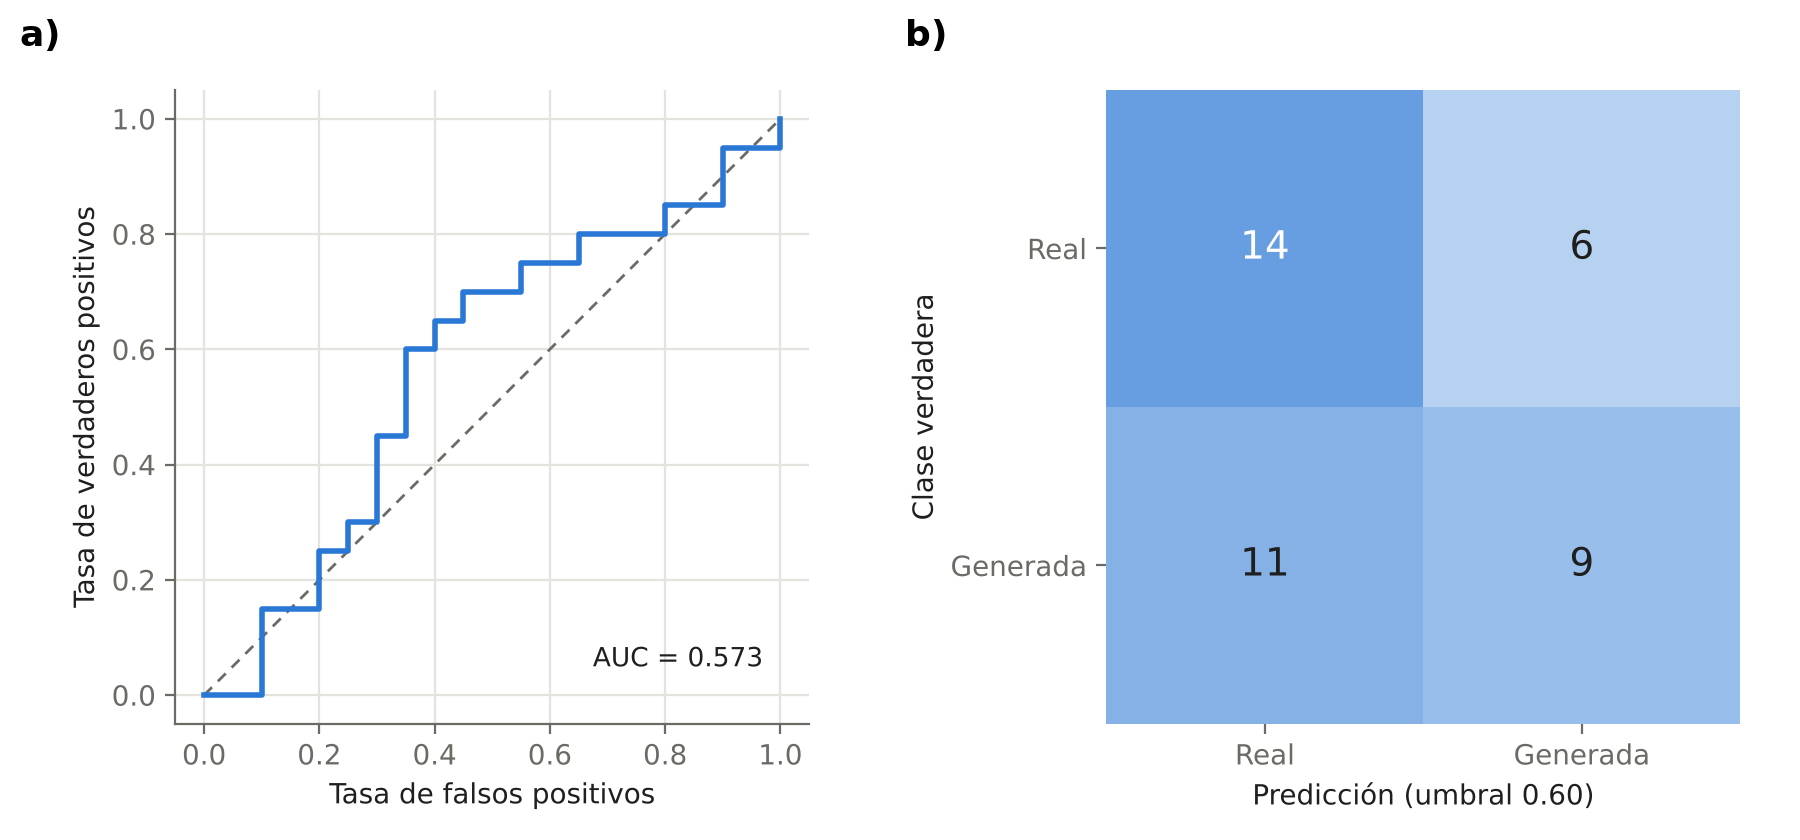 a)
1.0
0.8
0.6
0.4
0.2
0.0
Tasa de verdaderos positivos
AUC = 0.573
0.0 0.2 0.4 0.6 0.8 1.0
Tasa de falsos positivos
b)
Clase verdadera
Real
14 6
Generada
11 9
Real Generada
Predicción (umbral 0.60)